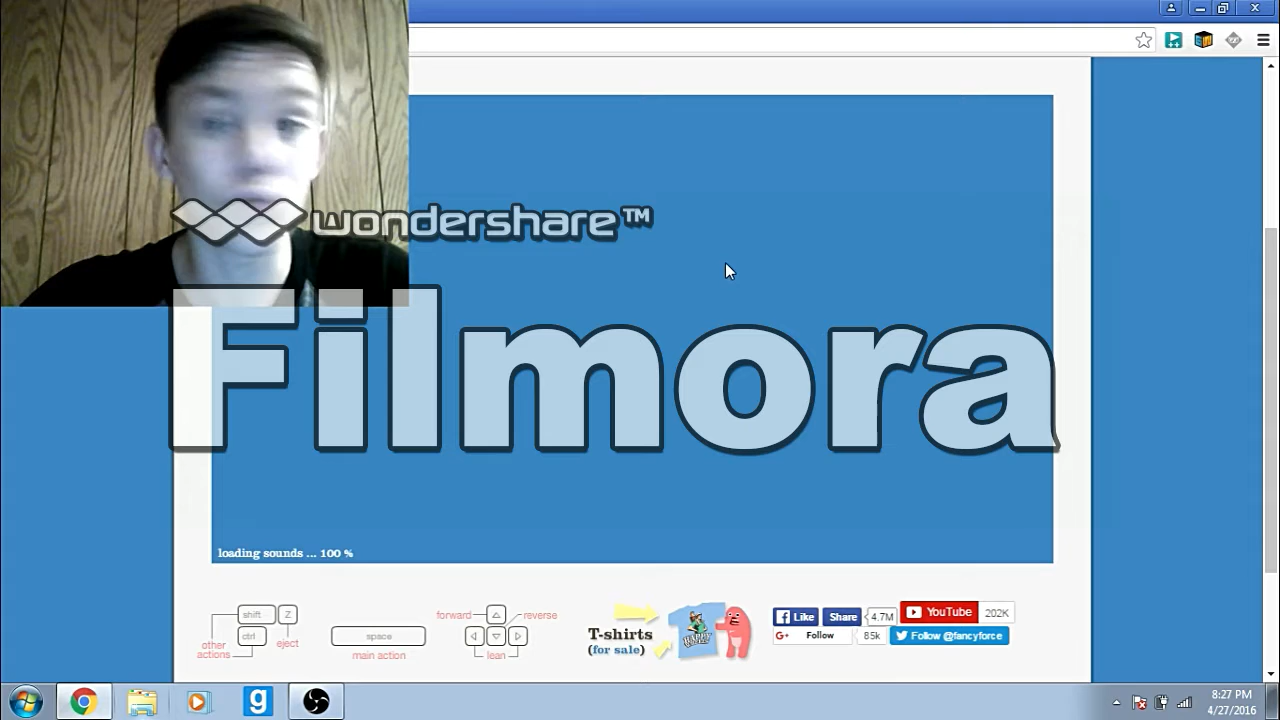 wondershare™
Filmora
loading sounds ... 100 %
shift
Z
ctrl
other
actions
eject
space
main action
forward
reverse
lean
T-shirts
(for sale)
Like
Share
4.7M
YouTube
202K
G+ Follow
85k
Follow @fancyforce
8:27 PM
4/27/2016